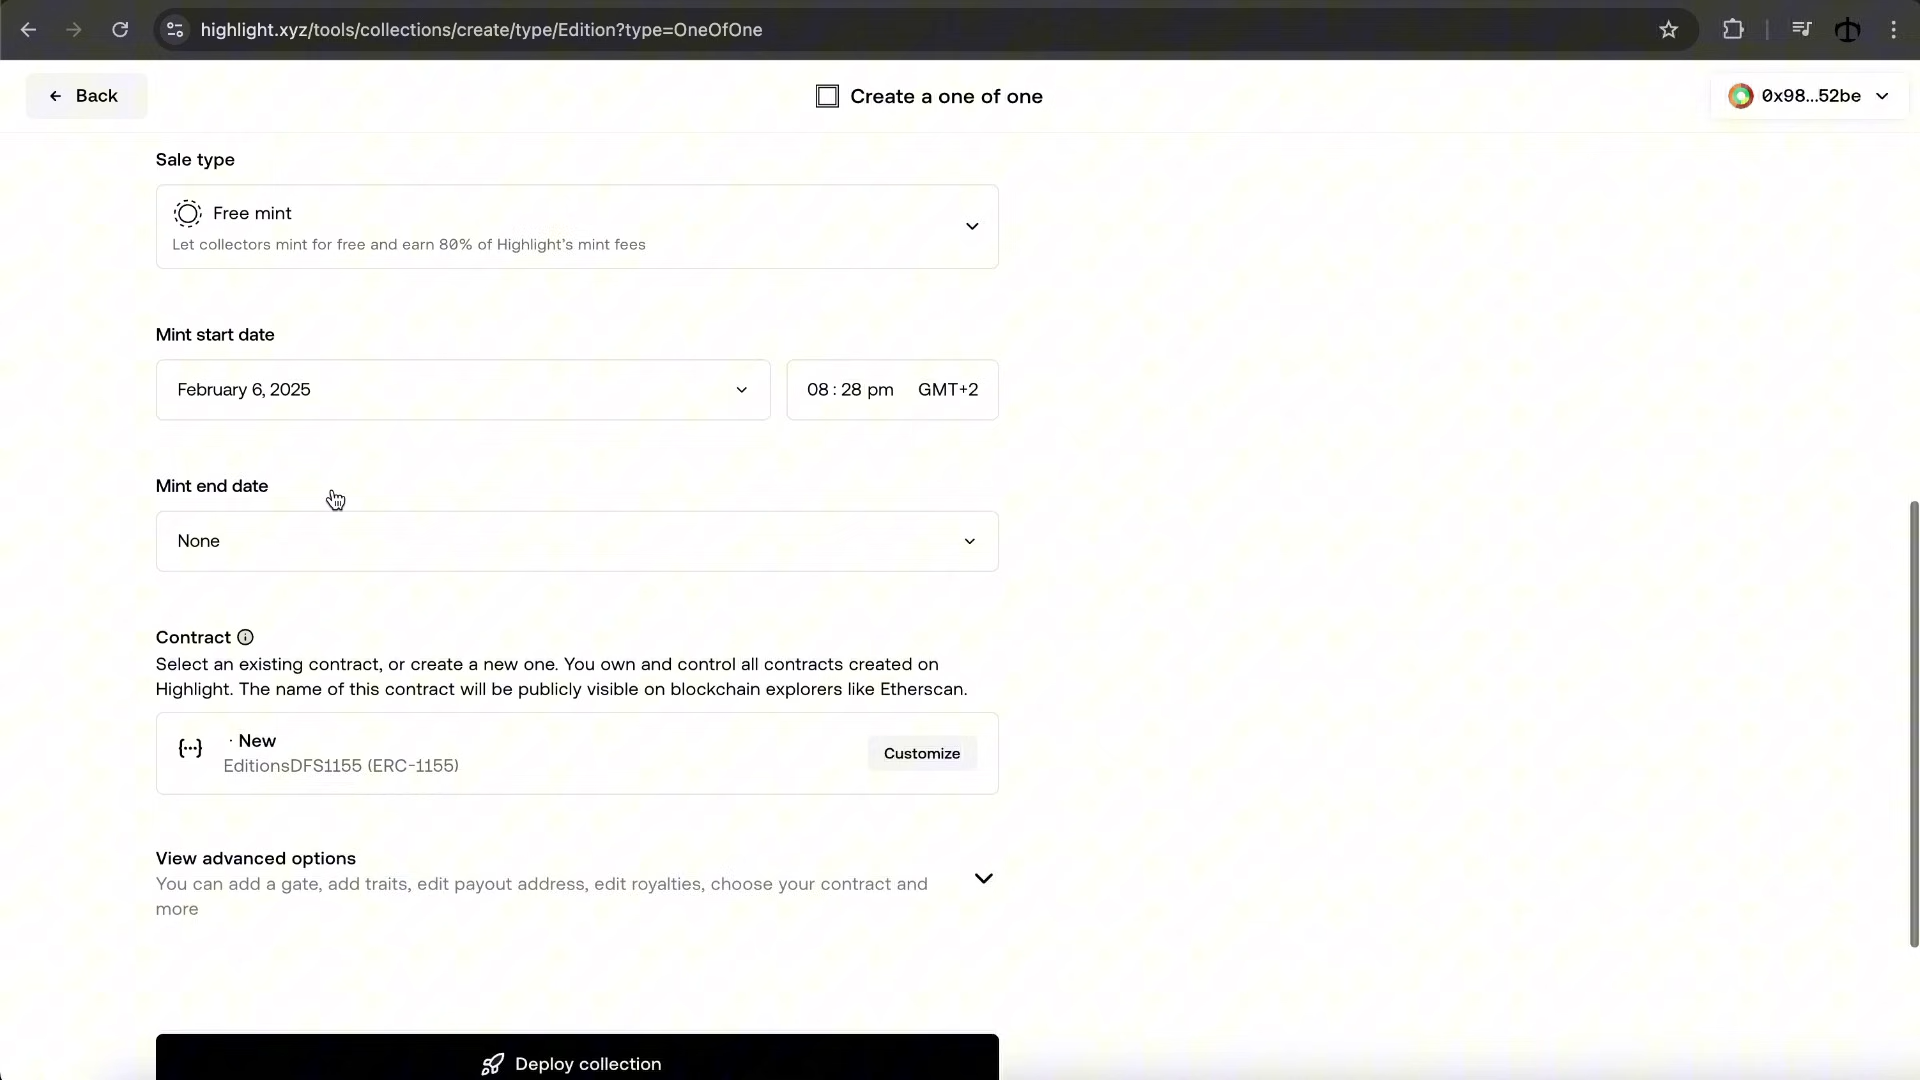 highlight.xyz/tools/collections/create/type/Edition?type=OneOfOne
Back
Create a one of one
0x98...52be
Sale type
Free mint
Let collectors mint for free and earn 80% of Highlight's mint fees
Mint start date
February 6, 2025
08 : 28 pm GMT+2
Mint end date
None
Contract
Select an existing contract, or create a new one. You own and control all contracts created on
Highlight. The name of this contract will be publicly visible on blockchain explorers like Etherscan.
· New
EditionsDFS1155 (ERC-1155)
Customize
View advanced options
You can add a gate, add traits, edit payout address, edit royalties, choose your contract and
more
Deploy collection